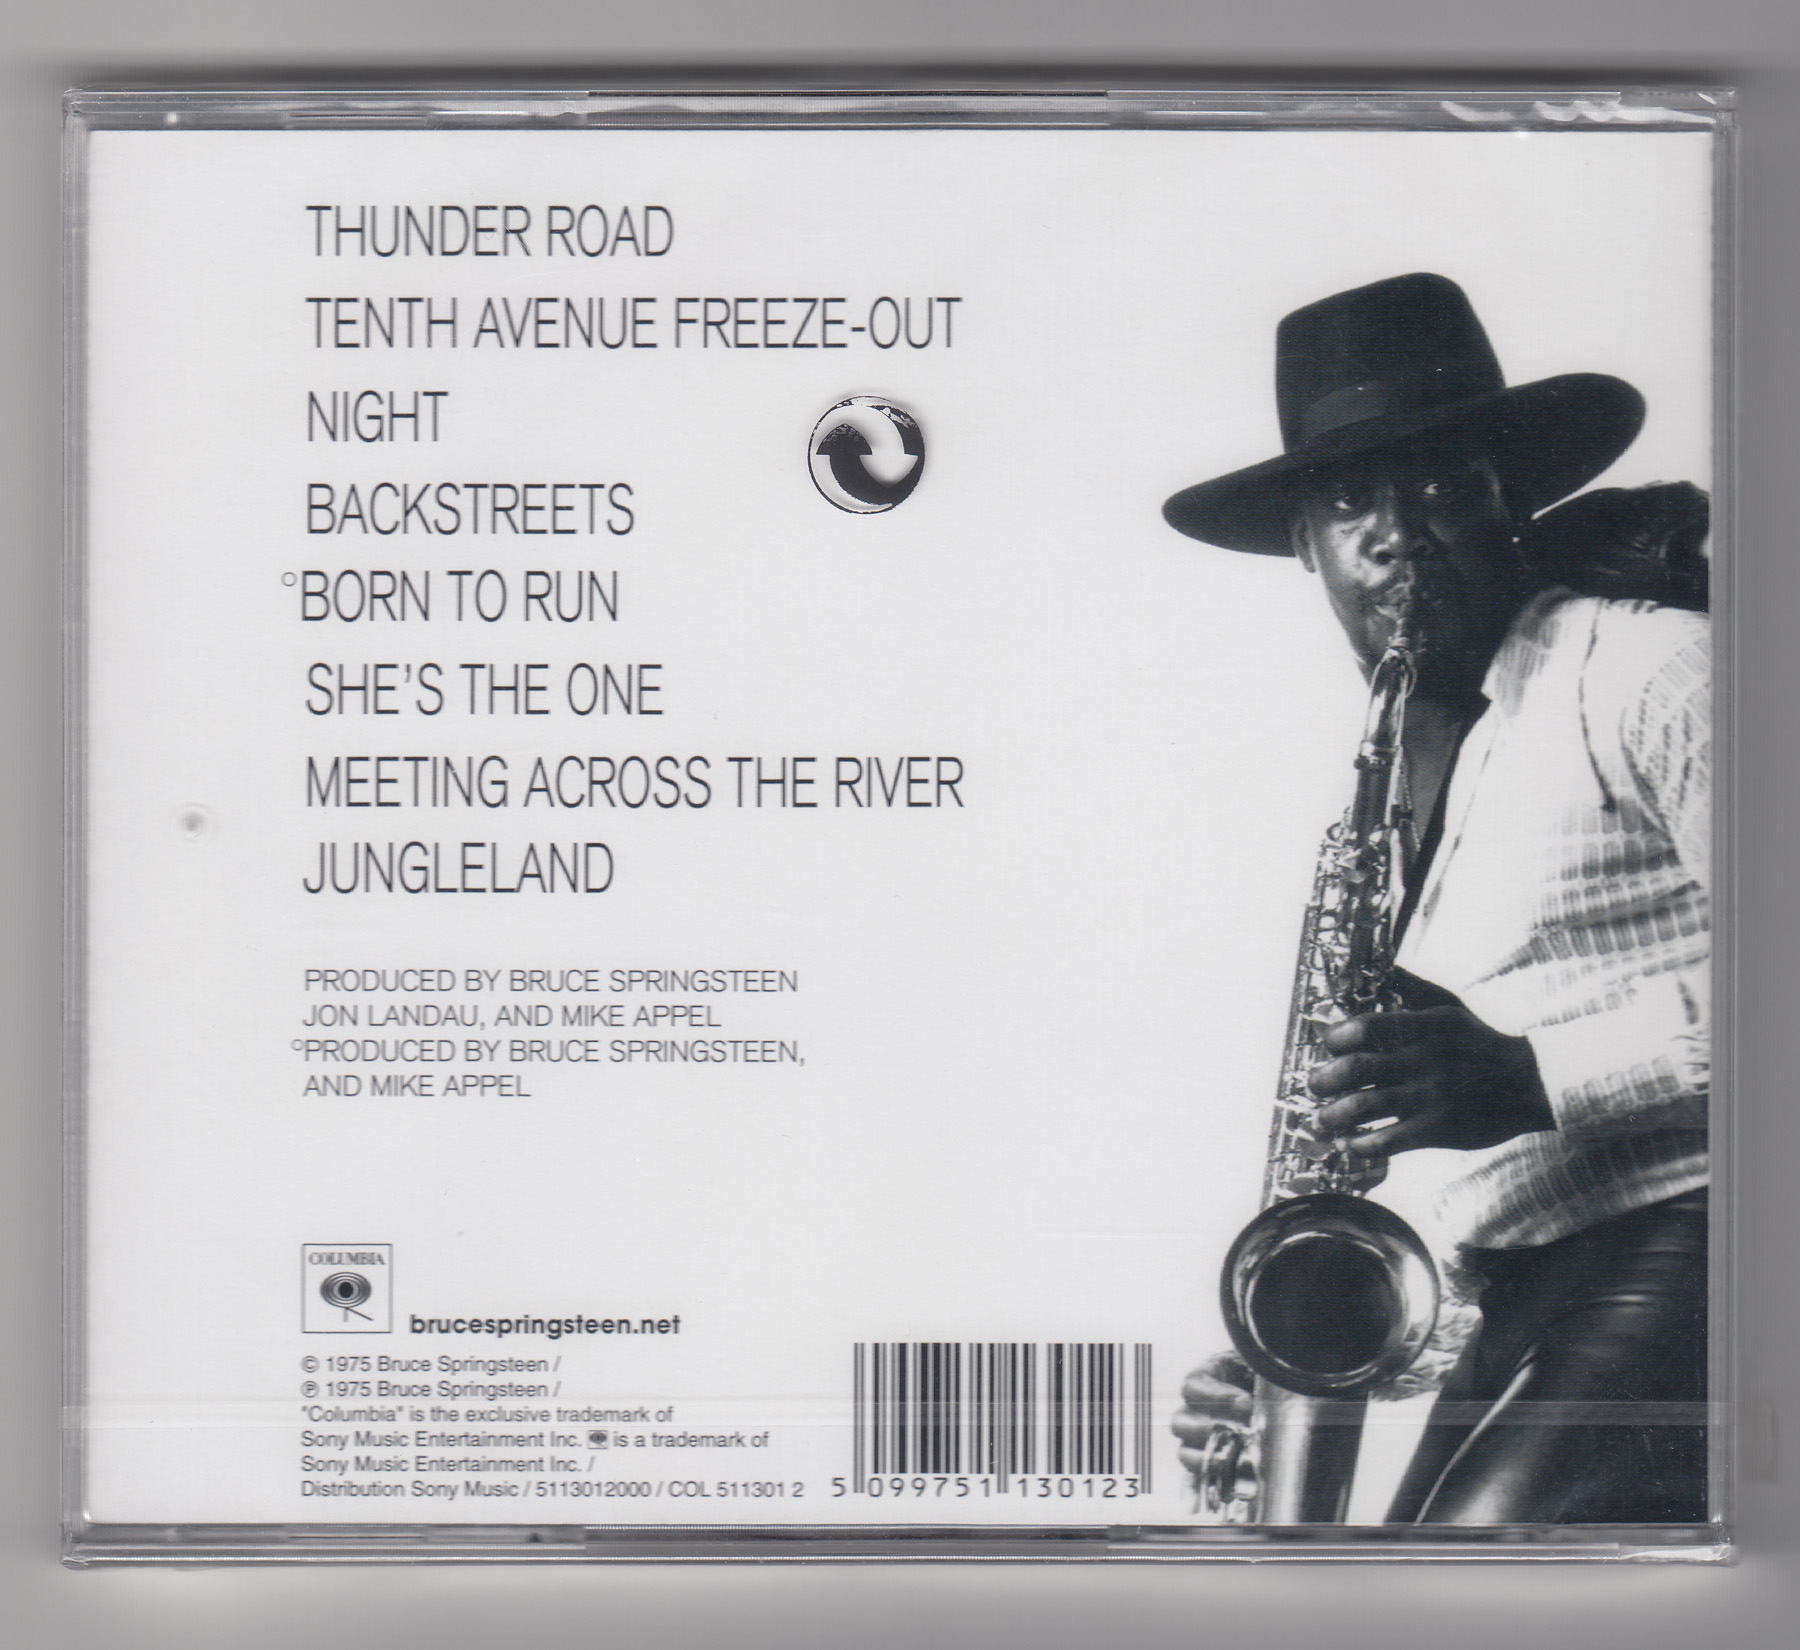 THUNDER ROAD
TENTH AVENUE FREEZE-OUT
NIGHT
BACKSTREETS
°BORN TO RUN
SHE'S THE ONE
MEETING ACROSS THE RIVER
JUNGLELAND
PRODUCED BY BRUCE SPRINGSTEEN
JON LANDAU, AND MIKE APPEL
°PRODUCED BY BRUCE SPRINGSTEEN,
AND MIKE APPEL
COLUMBIA
brucespringsteen.net
© 1975 Bruce Springsteen /
℗ 1975 Bruce Springsteen /
"Columbia" is the exclusive trademark of
Sony Music Entertainment Inc. is a trademark of
Sony Music Entertainment Inc. /
Distribution Sony Music / 5113012000 / COL 511301 2
5 099751 130123